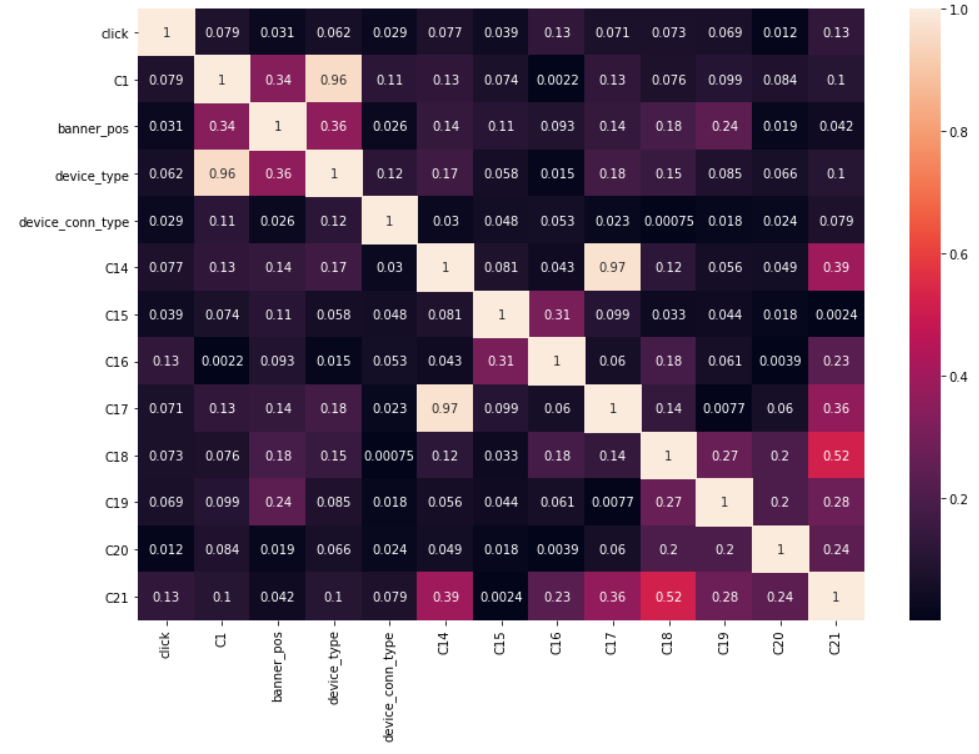 click 1 0.079 0.031 0.062 0.029 0.077 0.039 0.13 0.071 0.073 0.069 0.012 0.13
C1 0.079 1 0.34 0.96 0.11 0.13 0.074 0.0022 0.13 0.076 0.099 0.084 0.1
banner_pos 0.031 0.34 1 0.36 0.026 0.14 0.11 0.093 0.14 0.18 0.24 0.019 0.042
device_type 0.062 0.96 0.36 1 0.12 0.17 0.058 0.015 0.18 0.15 0.085 0.066 0.1
device_conn_type 0.029 0.11 0.026 0.12 1 0.03 0.048 0.053 0.023 0.00075 0.018 0.024 0.079
C14 0.077 0.13 0.14 0.17 0.03 1 0.081 0.043 0.97 0.12 0.056 0.049 0.39
C15 0.039 0.074 0.11 0.058 0.048 0.081 1 0.31 0.099 0.033 0.044 0.018 0.0024
C16 0.13 0.0022 0.093 0.015 0.053 0.043 0.31 1 0.06 0.18 0.061 0.0039 0.23
C17 0.071 0.13 0.14 0.18 0.023 0.97 0.099 0.06 1 0.14 0.0077 0.06 0.36
C18 0.073 0.076 0.18 0.15 0.00075 0.12 0.033 0.18 0.14 1 0.27 0.2 0.52
C19 0.069 0.099 0.24 0.085 0.018 0.056 0.044 0.061 0.0077 0.27 1 0.2 0.28
C20 0.012 0.084 0.019 0.066 0.024 0.049 0.018 0.0039 0.06 0.2 0.2 1 0.24
C21 0.13 0.1 0.042 0.1 0.079 0.39 0.0024 0.23 0.36 0.52 0.28 0.24 1
click C1 banner_pos device_type device_conn_type C14 C15 C16 C17 C18 C19 C20 C21
1.0
0.8
0.6
0.4
0.2